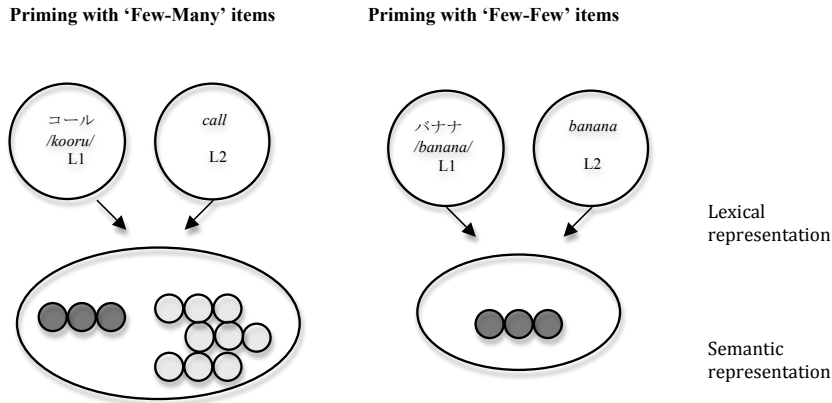 Priming with ‘Few-Many’ items
Priming with ‘Few-Few’ items
コール
/kooru/
L1
call
L2
バナナ
/banana/
L1
banana
L2
Lexical
representation
Semantic
representation